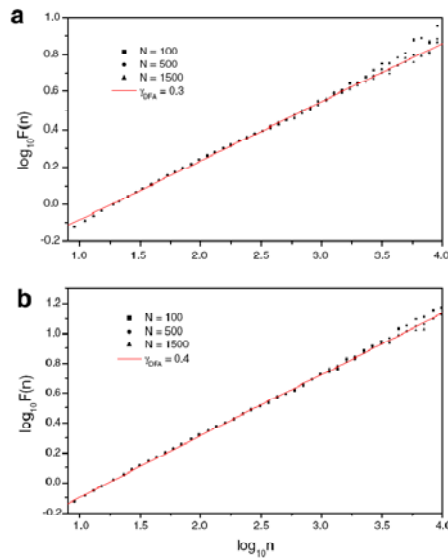 a
1.0
0.8
0.6
0.4
0.2
0.0
-0.2
log₁₀F(n)
N = 100
N = 500
N = 1500
γDFA = 0.3
1.0 1.5 2.0 2.5 3.0 3.5 4.0
b
1.2
1.0
0.8
0.6
0.4
0.2
0.0
-0.2
log₁₀F(n)
N = 100
N = 500
N = 1500
γDFA = 0.4
1.0 1.5 2.0 2.5 3.0 3.5 4.0
log₁₀n